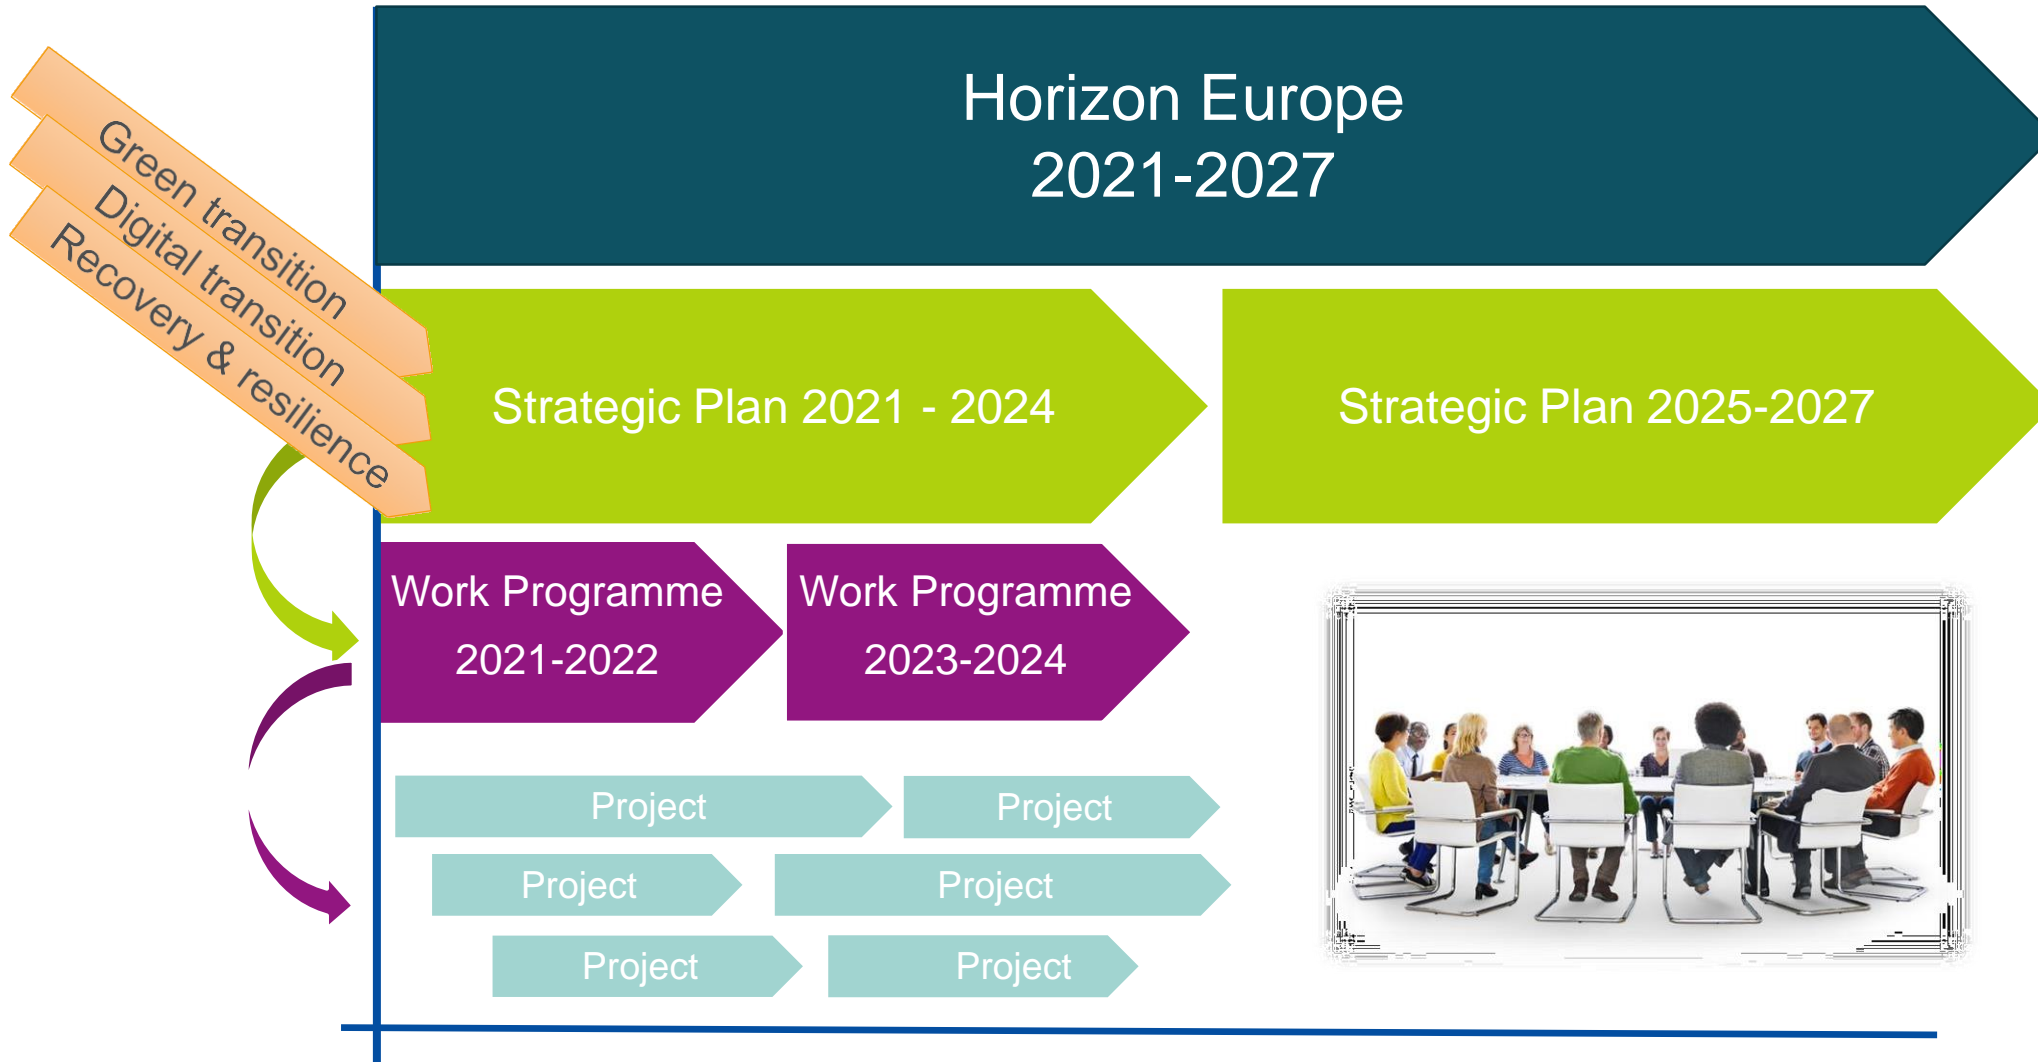 Horizon Europe
2021-2027
Green transition
Digital transition
Recovery & resilience
Strategic Plan 2021 - 2024
Strategic Plan 2025-2027
Work Programme
2021-2022
Work Programme
2023-2024
Project
Project
Project
Project
Project
Project